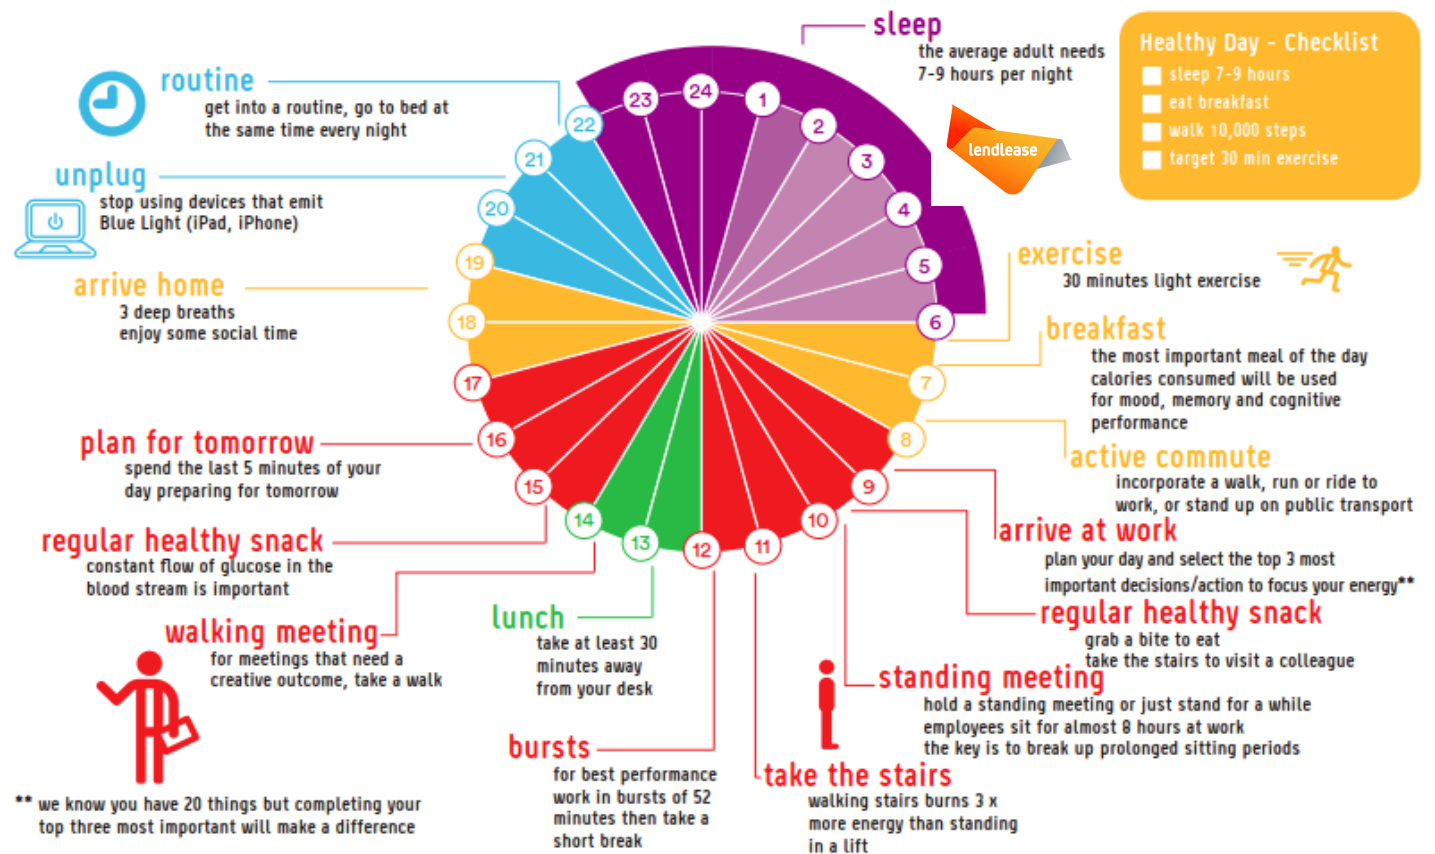 sleep
the average adult needs
7-9 hours per night
Healthy Day - Checklist
sleep 7-9 hours
eat breakfast
walk 10,000 steps
target 30 min exercise
lendlease
routine
get into a routine, go to bed at
the same time every night
unplug
stop using devices that emit
Blue Light (iPad, iPhone)
arrive home
3 deep breaths
enjoy some social time
24
1
2
3
4
5
6
7
8
9
10
11
12
13
14
15
16
17
18
19
20
21
22
23
exercise
30 minutes light exercise
breakfast
the most important meal of the day
calories consumed will be used
for mood, memory and cognitive
performance
active commute
incorporate a walk, run or ride to
work, or stand up on public transport
arrive at work
plan your day and select the top 3 most
important decisions/action to focus your energy**
regular healthy snack
grab a bite to eat
take the stairs to visit a colleague
standing meeting
hold a standing meeting or just stand for a while
employees sit for almost 8 hours at work
the key is to break up prolonged sitting periods
take the stairs
walking stairs burns 3 x
more energy than standing
in a lift
bursts
for best performance
work in bursts of 52
minutes then take a
short break
lunch
take at least 30
minutes away
from your desk
walking meeting
for meetings that need a
creative outcome, take a walk
regular healthy snack
constant flow of glucose in the
blood stream is important
plan for tomorrow
spend the last 5 minutes of your
day preparing for tomorrow
** we know you have 20 things but completing your
top three most important will make a difference